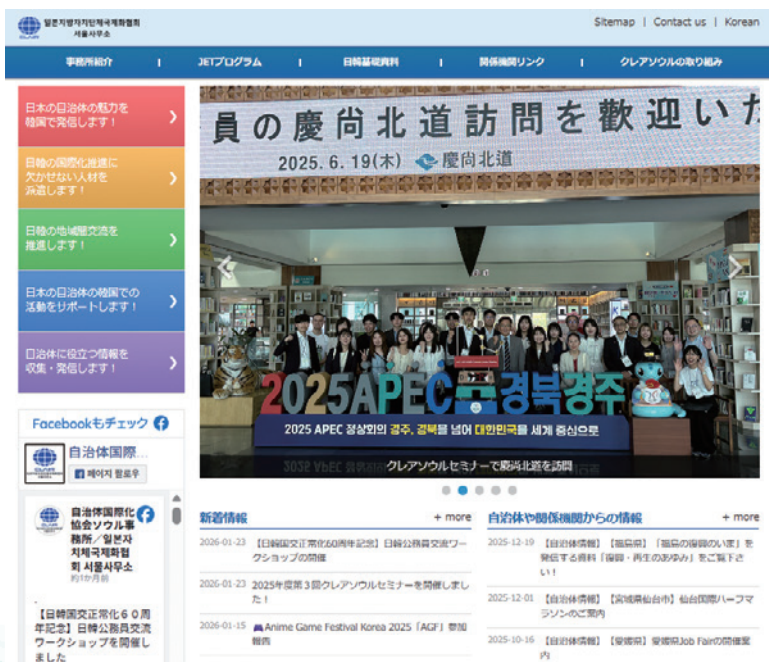 일본지방자치단체국제화협회
서울사무소
Sitemap | Contact us | Korean
事務所紹介 | JETプログラム | 日韓基礎資料 | 関係機関リンク | クレアソウルの取り組み
日本の自治体の魅力を
韓国で発信します！
日韓の国際化推進に
欠かせない人材を
派遣します！
日韓の地域間交流を
推進します！
日本の自治体の韓国での
活動をサポートします！
自治体に役立つ情報を
収集・発信します！
員の慶尚北道訪問を歓迎いた
2025. 6. 19(木) 慶尚北道
2025APEC 경북경주
2025 APEC 정상회의 경주, 경북을 넘어 대한민국을 세계 중심으로
クレアソウルセミナーで慶尚北道を訪問
Facebookもチェック
自治体国際...
페이지 팔로우
自治体国際化
協会ソウル事
務所／일본자
치체국제화협
회 서울사무소
約1か月前
.
【日韓国交正常化６０周
年記念】日韓公務員交流
ワークショップを開催し
ました
新着情報
+ more
2026-01-23 【日韓国交正常化60周年記念】日韓公務員交流ワー
クショップの開催
2026-01-23 2025年度第３回クレアソウルセミナーを開催しまし
た！
2026-01-15 Anime Game Festival Korea 2025「AGF」参加
報告
自治体や関係機関からの情報
+ more
2025-12-19 【自治体情報】【福島県】「福島の復興のいま」を
発信する資料「復興・再生のあゆみ」をご覧下さ
い！
2025-12-01 【自治体情報】【宮城県仙台市】仙台国際ハーフマ
ラソンのご案内
2025-10-16 【自治体情報】【愛媛県】愛媛県Job Fairの開催案
内